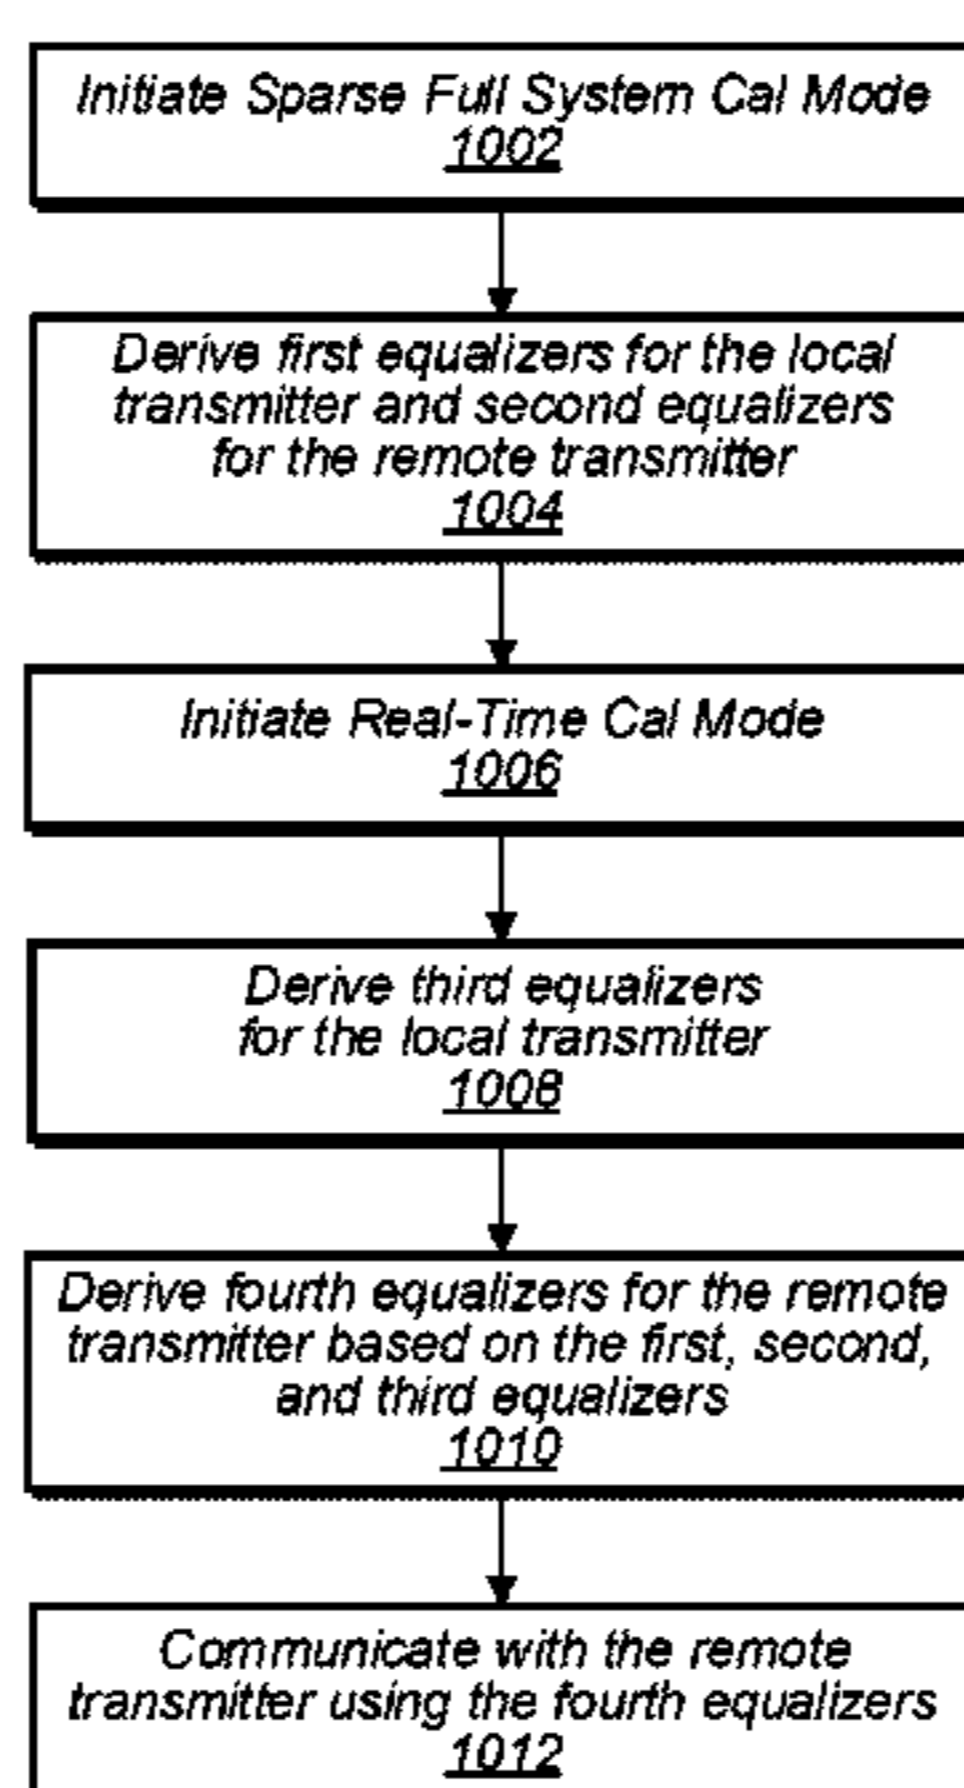 Initiate Sparse Full System Cal Mode
1002
Derive first equalizers for the local
transmitter and second equalizers
for the remote transmitter
1004
Initiate Real-Time Cal Mode
1006
Derive third equalizers
for the local transmitter
1008
Derive fourth equalizers for the remote
transmitter based on the first, second,
and third equalizers
1010
Communicate with the remote
transmitter using the fourth equalizers
1012